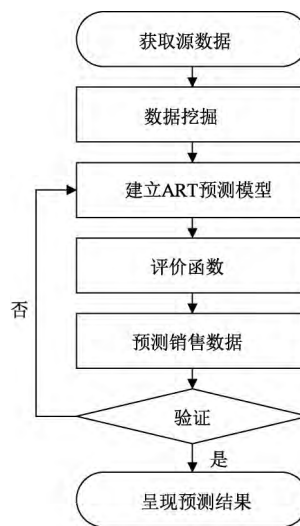 获取源数据
数据挖掘
建立ART预测模型
评价函数
预测销售数据
否
验证
是
呈现预测结果